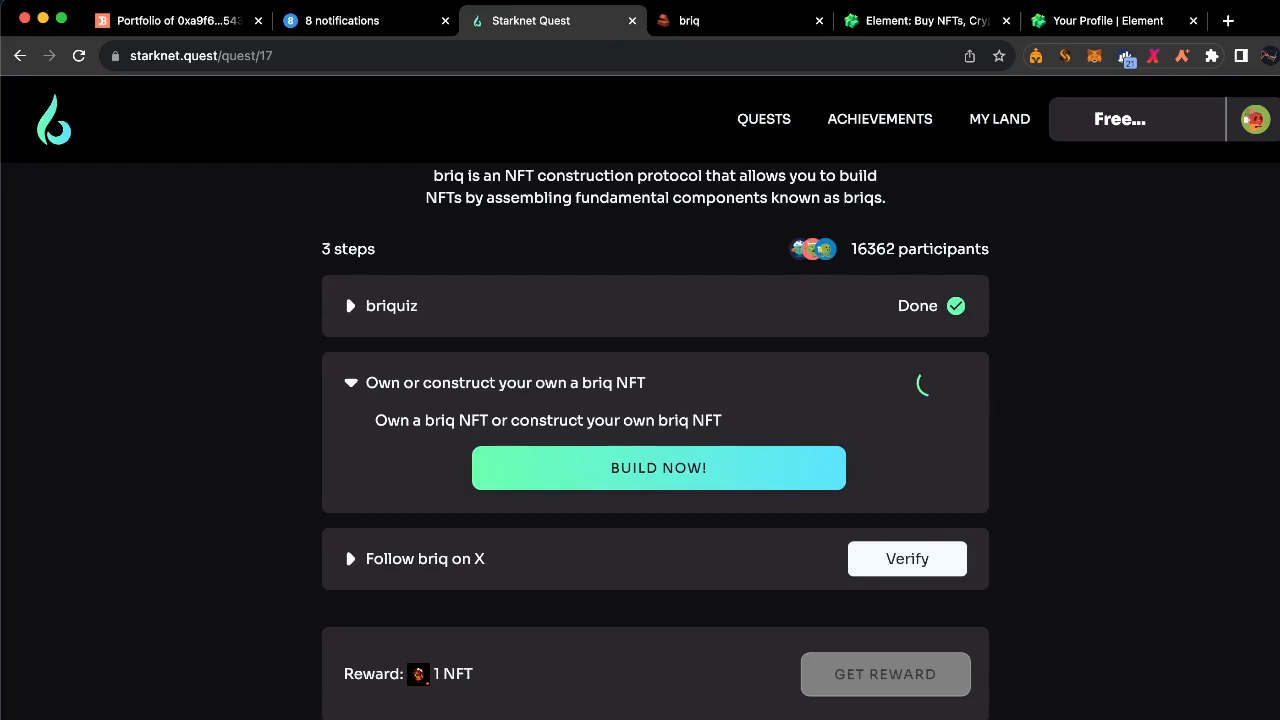 Portfolio of 0xa9f6...543
8 notifications
Starknet Quest
briq
Element: Buy NFTs, Cryp
Your Profile | Element
starknet.quest/quest/17
21
QUESTS
ACHIEVEMENTS
MY LAND
Free...
briq is an NFT construction protocol that allows you to build
NFTs by assembling fundamental components known as briqs.
3 steps
16362 participants
briquiz
Done
Own or construct your own a briq NFT
Own a briq NFT or construct your own briq NFT
BUILD NOW!
Follow briq on X
Verify
Reward: 1 NFT
GET REWARD